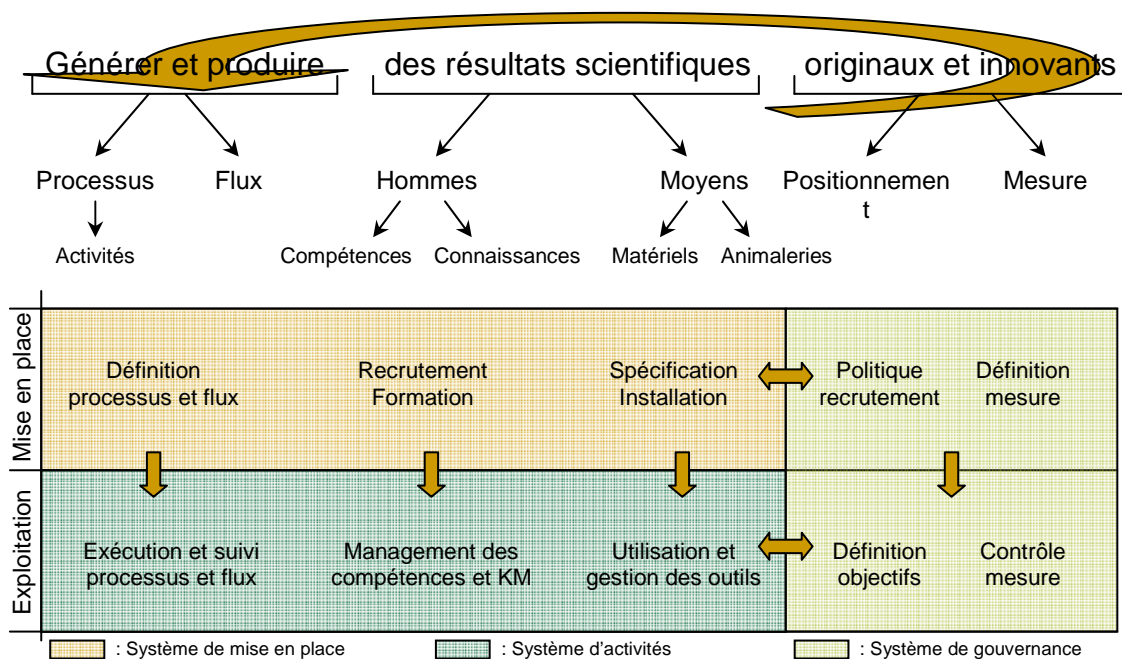 Générer et produire
des résultats scientifiques
originaux et innovants
Processus
Flux
Hommes
Moyens
Positionnemen
t
Mesure
Activités
Compétences
Connaissances
Matériels
Animaleries
Mise en place
Définition
processus et flux
Recrutement
Formation
Spécification
Installation
Politique
recrutement
Définition
mesure
Exploitation
Exécution et suivi
processus et flux
Management des
compétences et KM
Utilisation et
gestion des outils
Définition
objectifs
Contrôle
mesure
: Système de mise en place
: Système d'activités
: Système de gouvernance